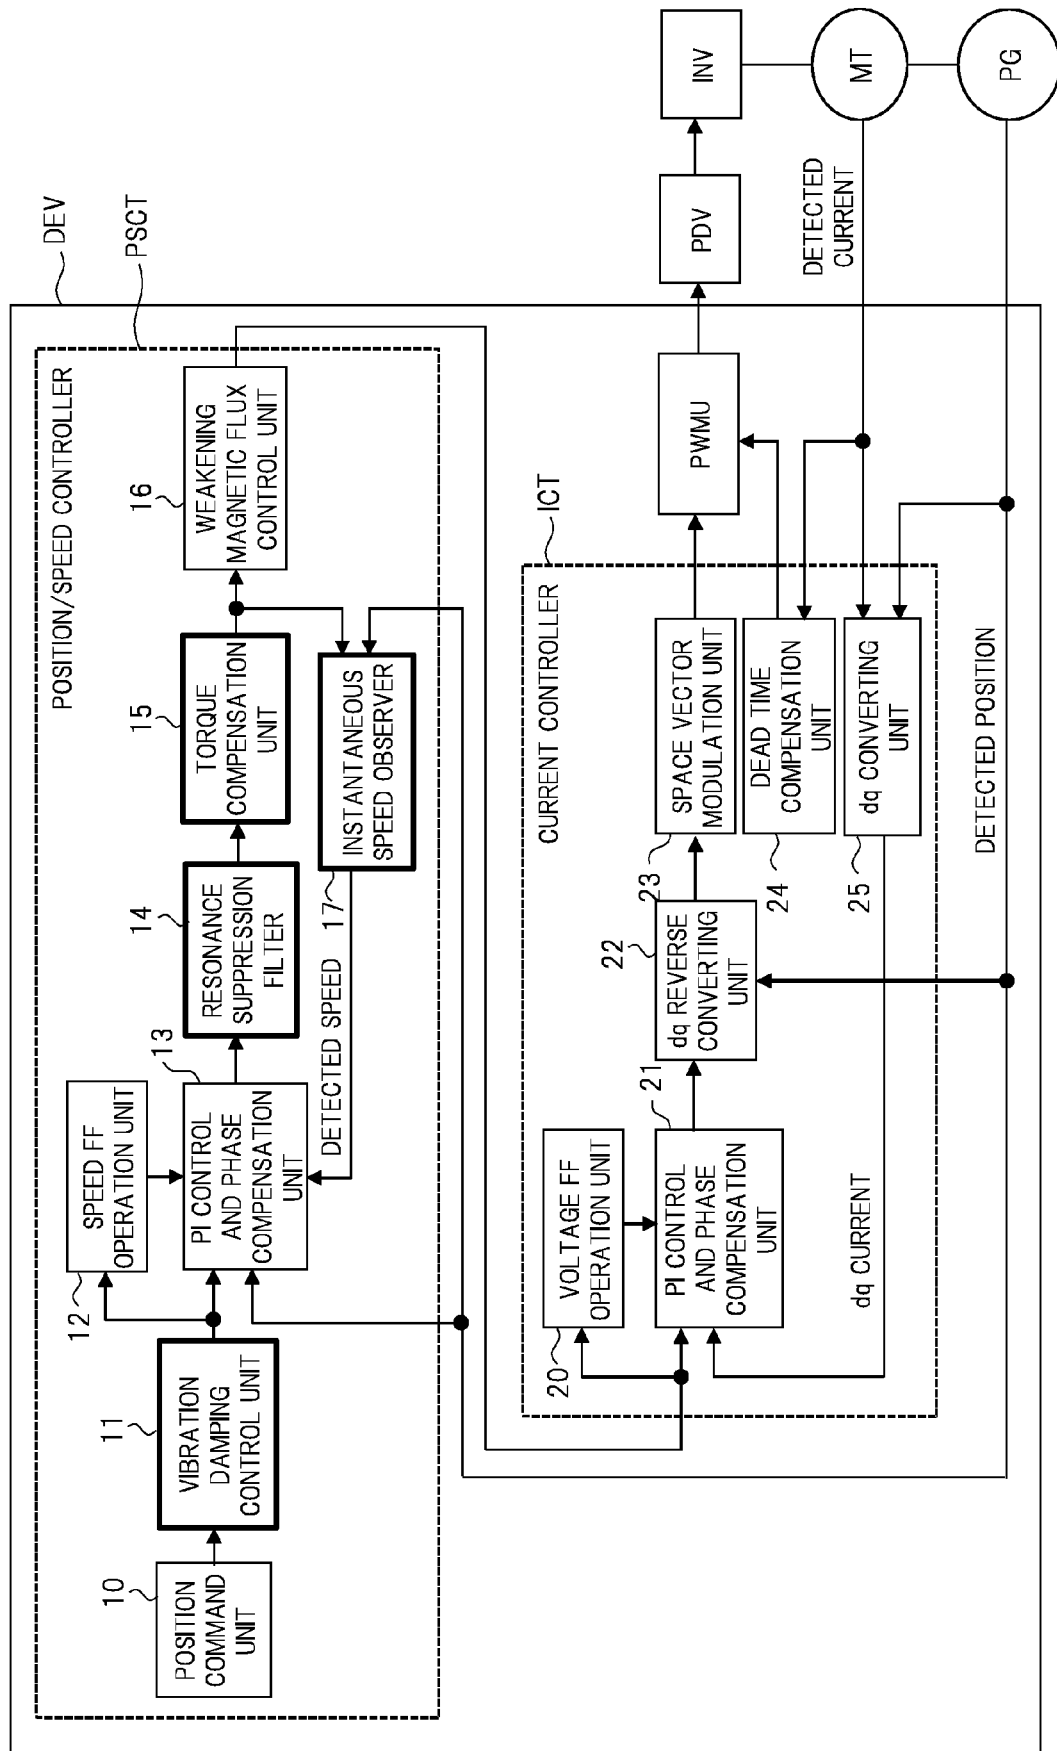 DEV
PSCT
POSITION/SPEED CONTROLLER
10
POSITION
COMMAND
UNIT
11
VIBRATION
DAMPING
CONTROL UNIT
12
SPEED FF
OPERATION UNIT
13
PI CONTROL
AND PHASE
COMPENSATION
UNIT
14
RESONANCE
SUPPRESSION
FILTER
15
TORQUE
COMPENSATION
UNIT
16
WEAKENING
MAGNETIC FLUX
CONTROL UNIT
17
INSTANTANEOUS
SPEED OBSERVER
DETECTED SPEED
ICT
CURRENT CONTROLLER
20
VOLTAGE FF
OPERATION UNIT
21
PI CONTROL
AND PHASE
COMPENSATION
UNIT
22
dq REVERSE
CONVERTING
UNIT
23
SPACE VECTOR
MODULATION UNIT
24
DEAD TIME
COMPENSATION
UNIT
25
dq CONVERTING
UNIT
dq CURRENT
DETECTED POSITION
PWMU
PDV
INV
DETECTED
CURRENT
MT
PG